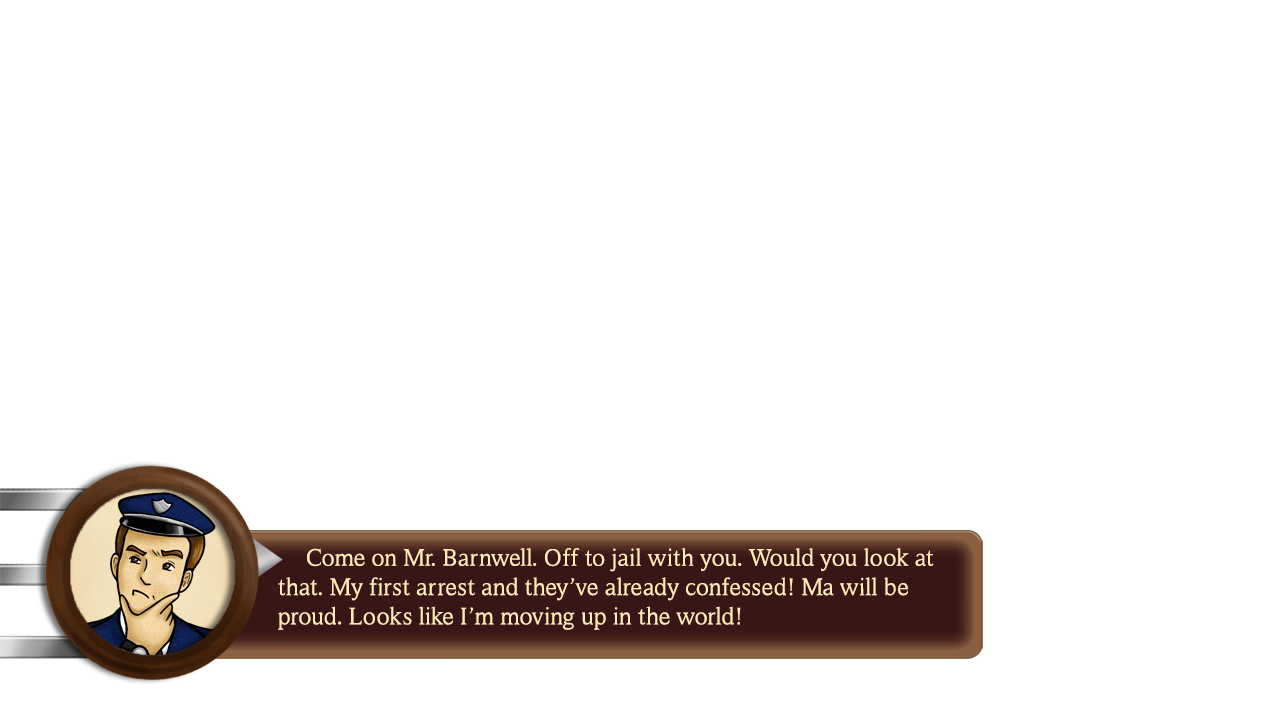 Come on Mr. Barnwell. Off to jail with you. Would you look at
that. My first arrest and they've already confessed! Ma will be
proud. Looks like I'm moving up in the world!